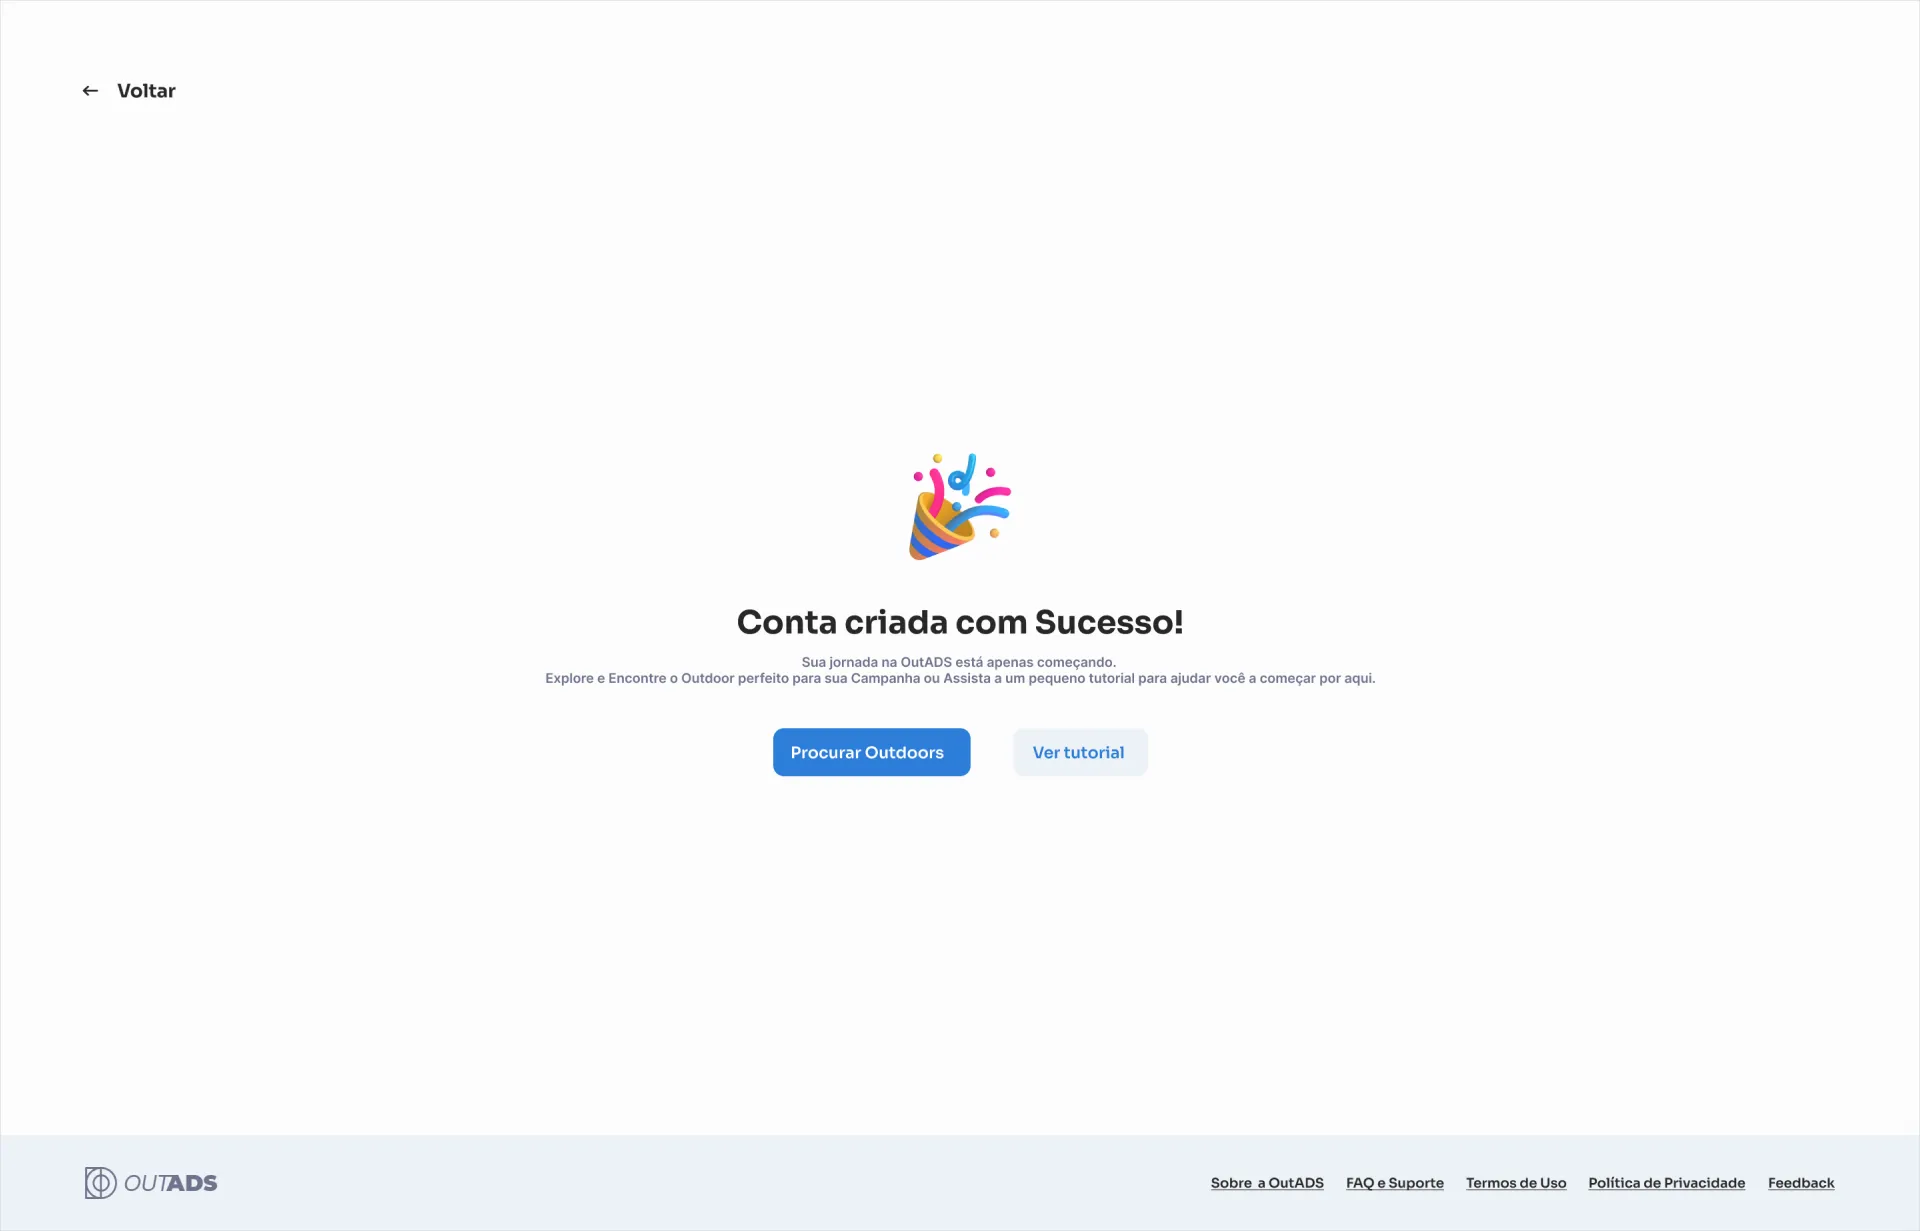 Voltar
Conta criada com Sucesso!
Sua jornada na OutADS está apenas começando.
Explore e Encontre o Outdoor perfeito para sua Campanha ou Assista a um pequeno tutorial para ajudar você a começar por aqui.
Procurar Outdoors
Ver tutorial
OUTADS
Sobre a OutADS
FAQ e Suporte
Termos de Uso
Política de Privacidade
Feedback